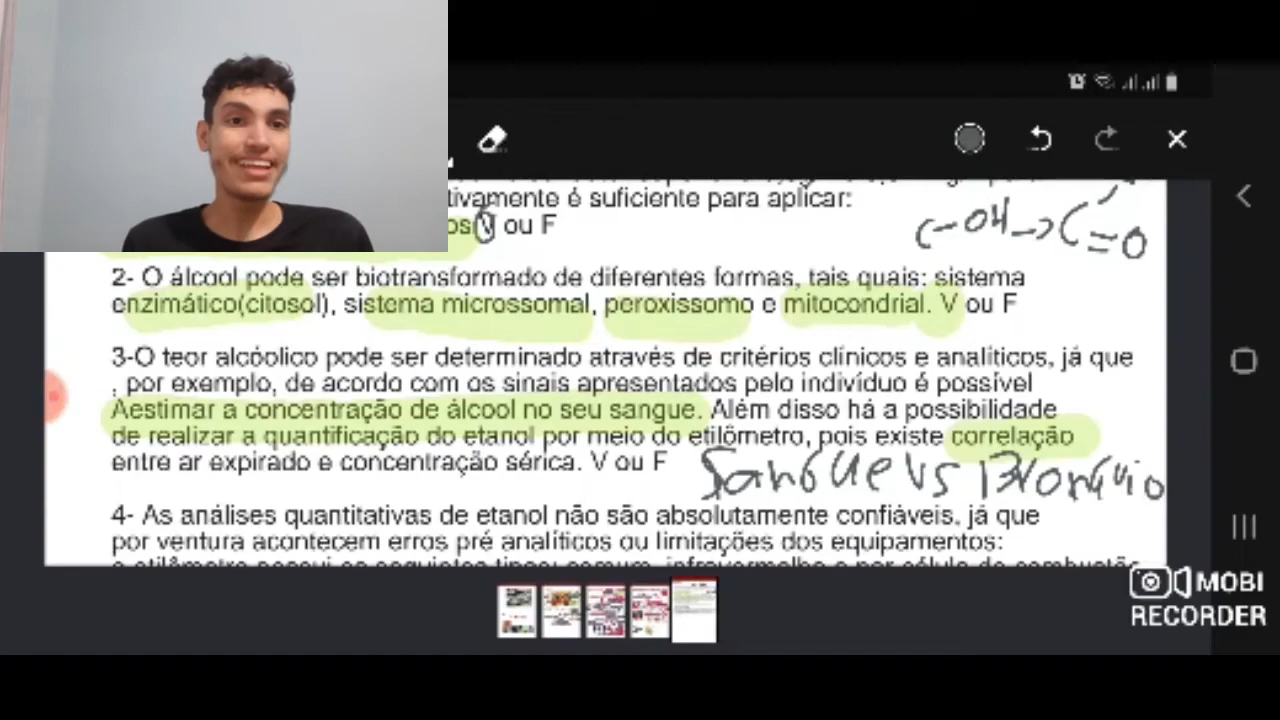 tivamente é suficiente para aplicar:
os V ou F
C-OH->C=O
2- O álcool pode ser biotransformado de diferentes formas, tais quais: sistema
enzimático(citosol), sistema microssomal, peroxissomo e mitocondrial. V ou F
3-O teor alcóolico pode ser determinado através de critérios clínicos e analíticos, já que
, por exemplo, de acordo com os sinais apresentados pelo indivíduo é possível
Aestimar a concentração de álcool no seu sangue. Além disso há a possibilidade
de realizar a quantificação do etanol por meio do etilômetro, pois existe correlação
entre ar expirado e concentração sérica. V ou F
Sangue vs Bronquio
4- As análises quantitativas de etanol não são absolutamente confiáveis, já que
por ventura acontecem erros pré analíticos ou limitações dos equipamentos:
MOBI
RECORDER